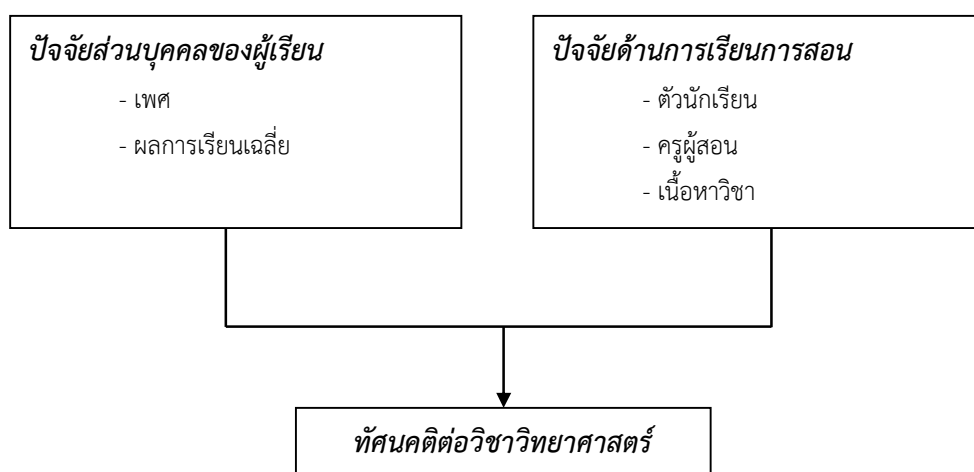 ปัจจัยส่วนบุคคลของผู้เรียน
- เพศ
- ผลการเรียนเฉลี่ย
ปัจจัยด้านการเรียนการสอน
- ตัวนักเรียน
- ครูผู้สอน
- เนื้อหาวิชา
ทัศนคติต่อวิชาวิทยาศาสตร์